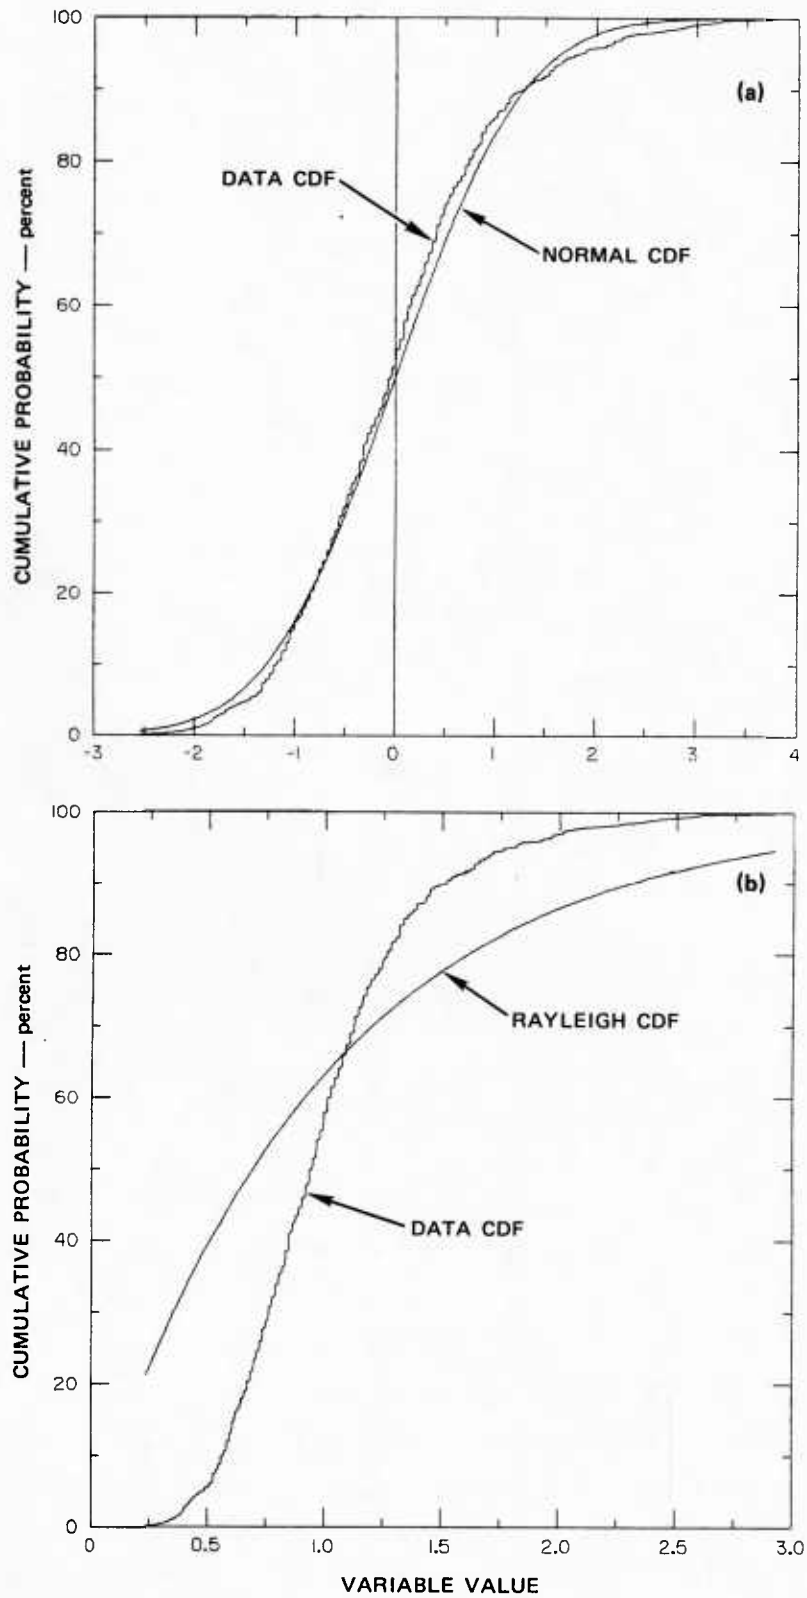 100
(a)
DATA CDF
80
NORMAL CDF
CUMULATIVE PROBABILITY — percent
60
40
20
0
-3 -2 -1 0 1 2 3 4
100
(b)
80
RAYLEIGH CDF
CUMULATIVE PROBABILITY — percent
60
DATA CDF
40
20
0
0 0.5 1.0 1.5 2.0 2.5 3.0
VARIABLE VALUE